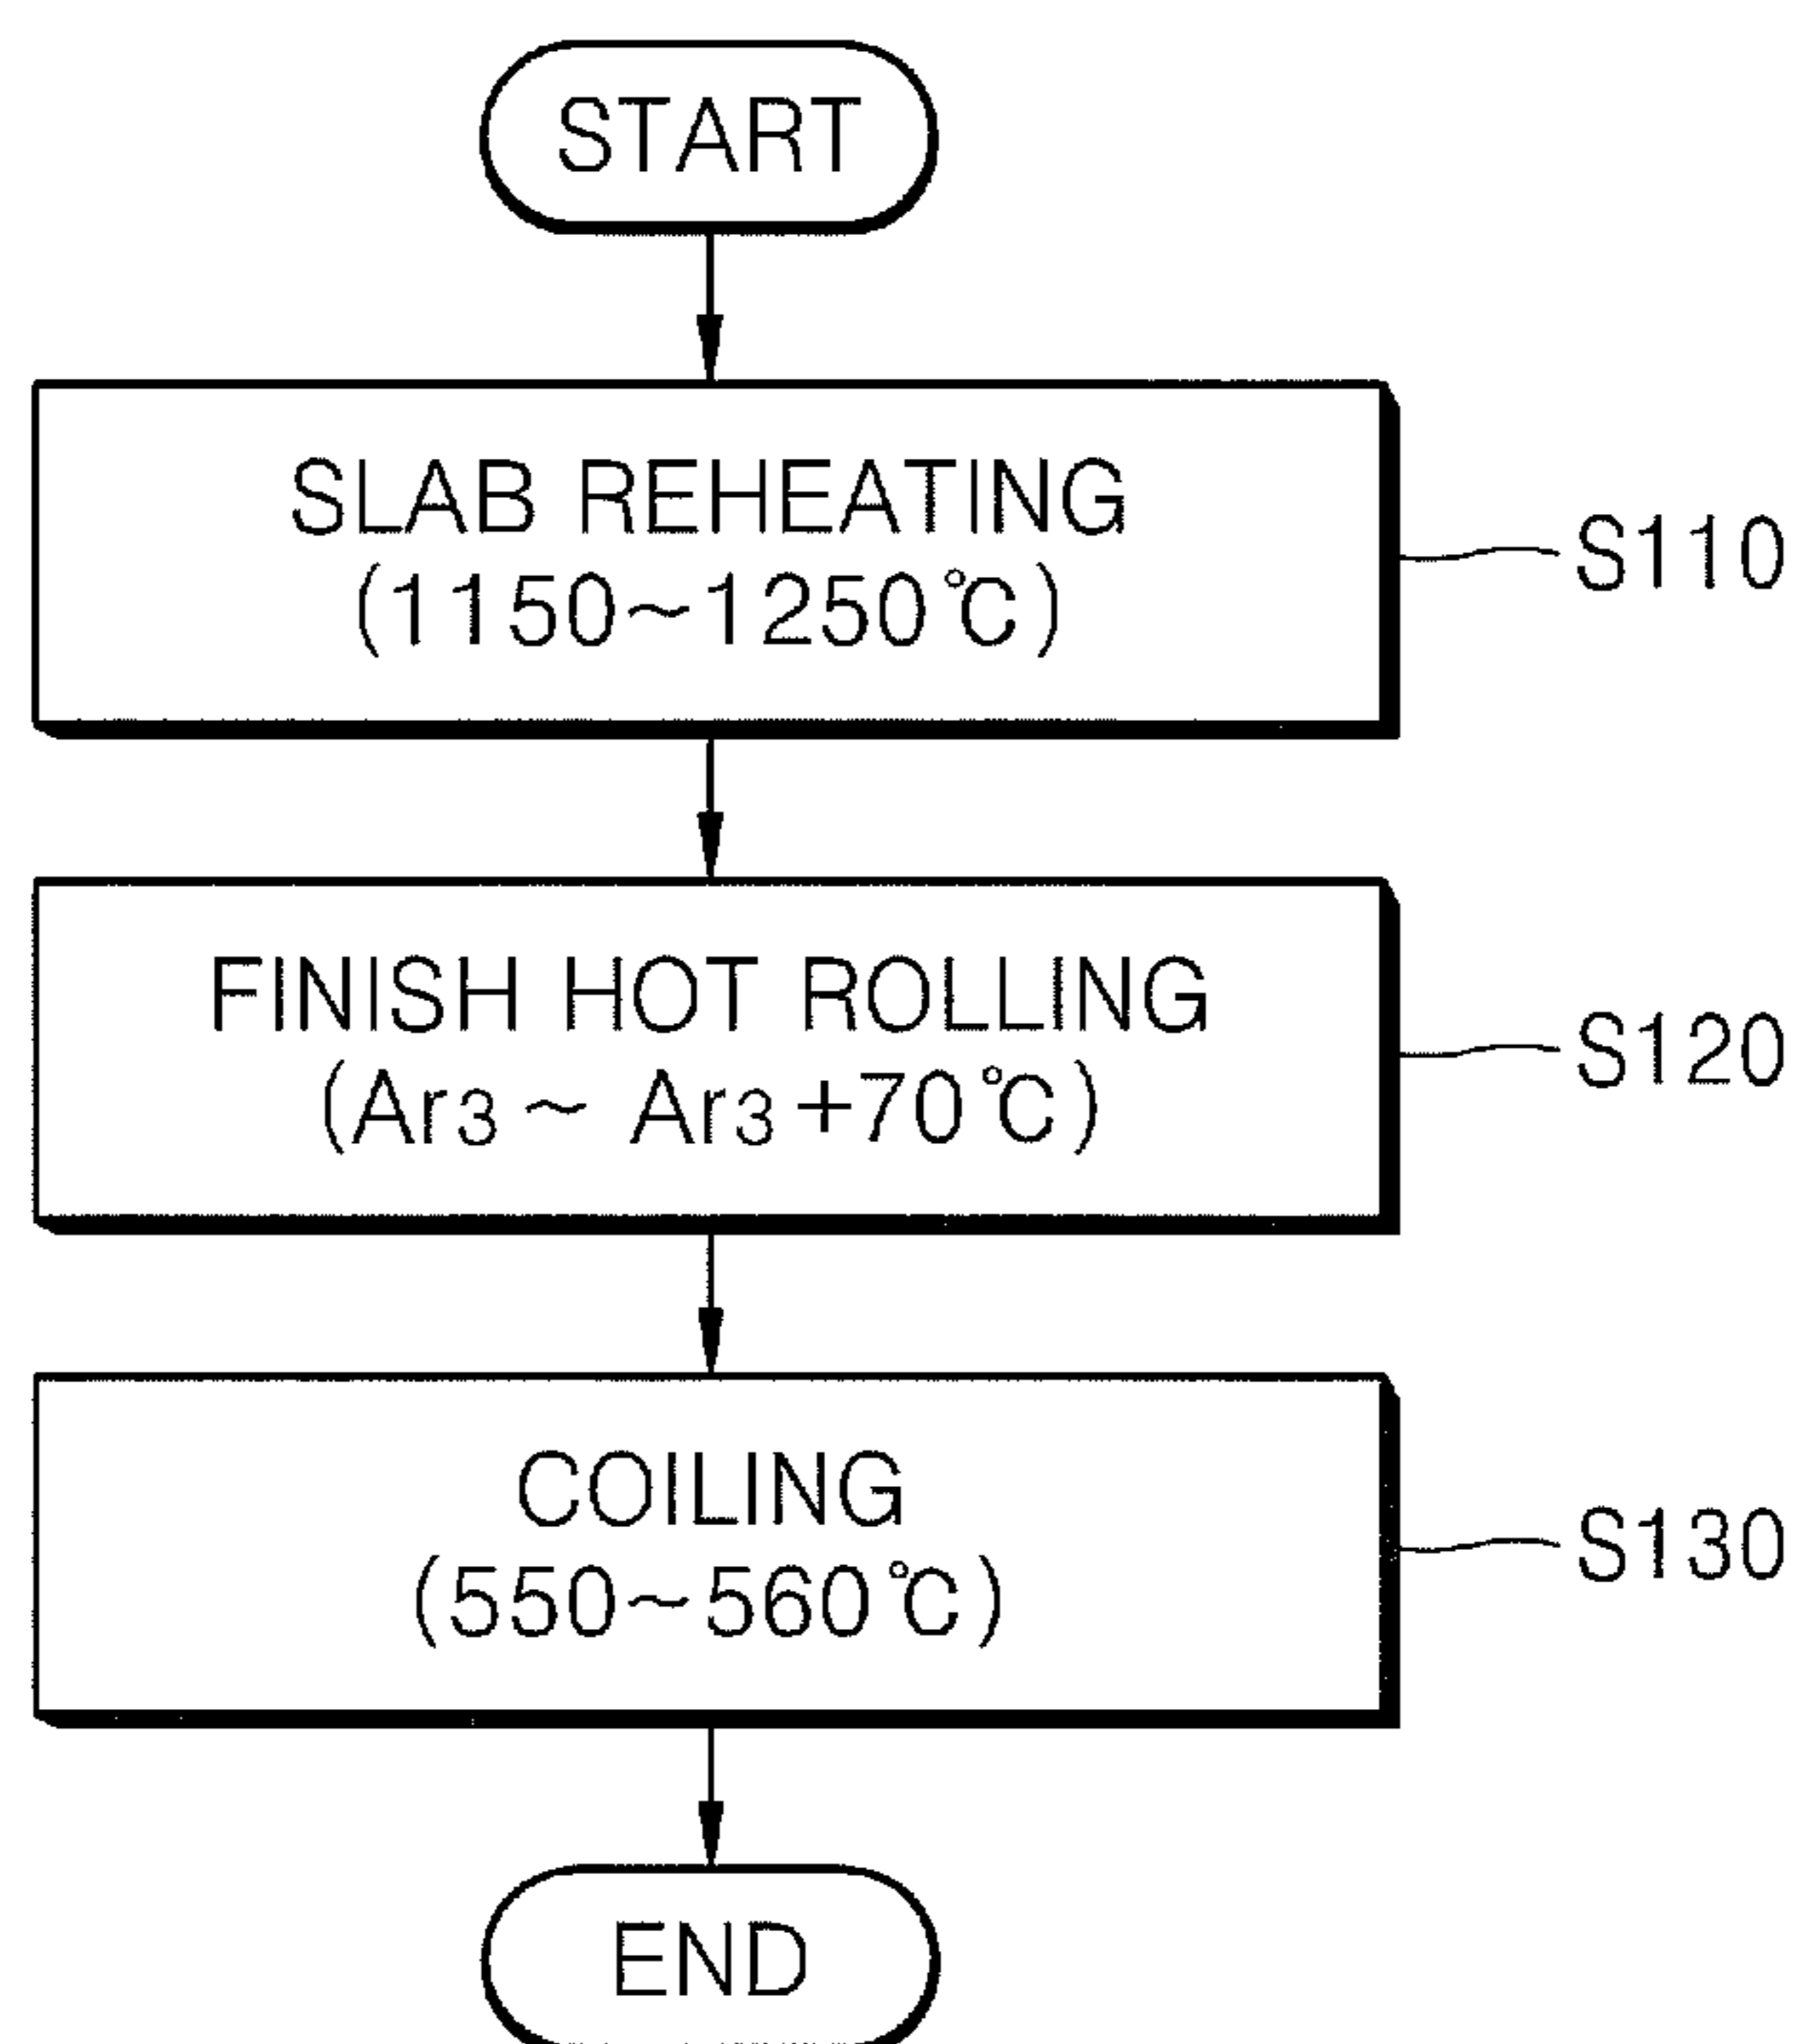 START
SLAB REHEATING
(1150~1250℃)
S110
FINISH HOT ROLLING
(Ar3 ~ Ar3 +70℃)
S120
COILING
(550~560℃)
S130
END